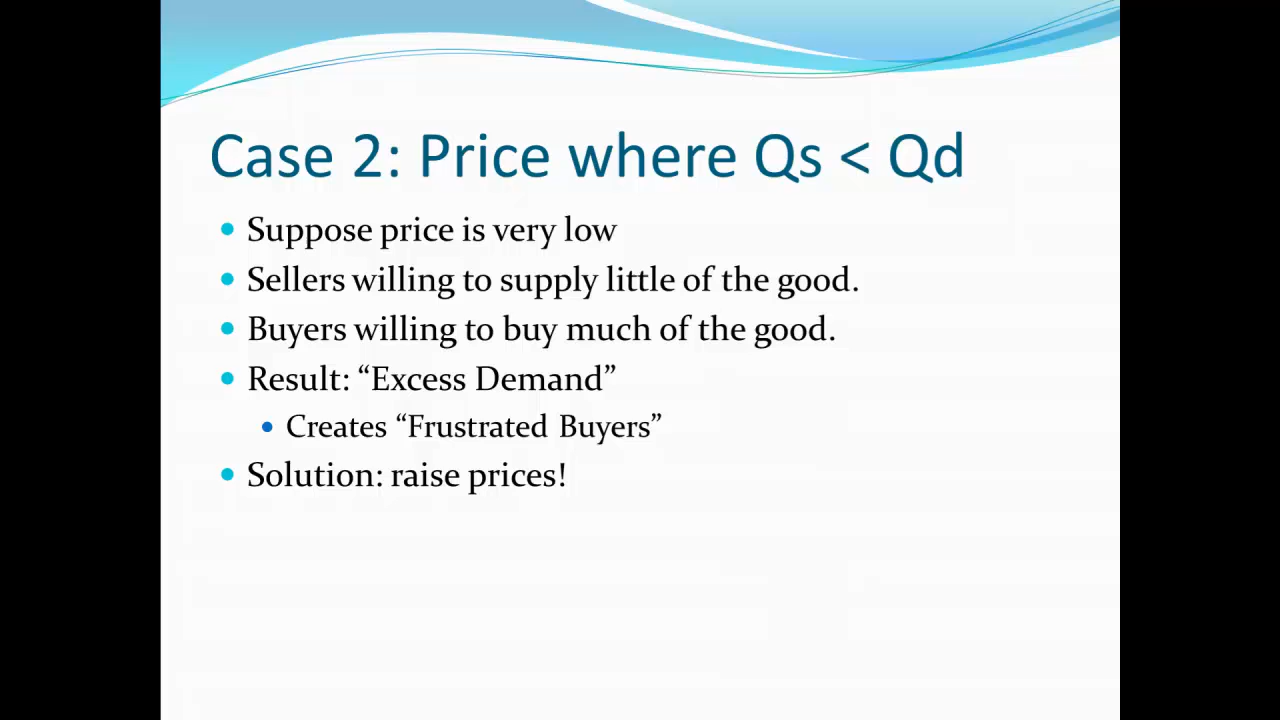 Case 2: Price where Qs < Qd
• Suppose price is very low
• Sellers willing to supply little of the good.
• Buyers willing to buy much of the good.
• Result: “Excess Demand”
• Creates “Frustrated Buyers”
• Solution: raise prices!